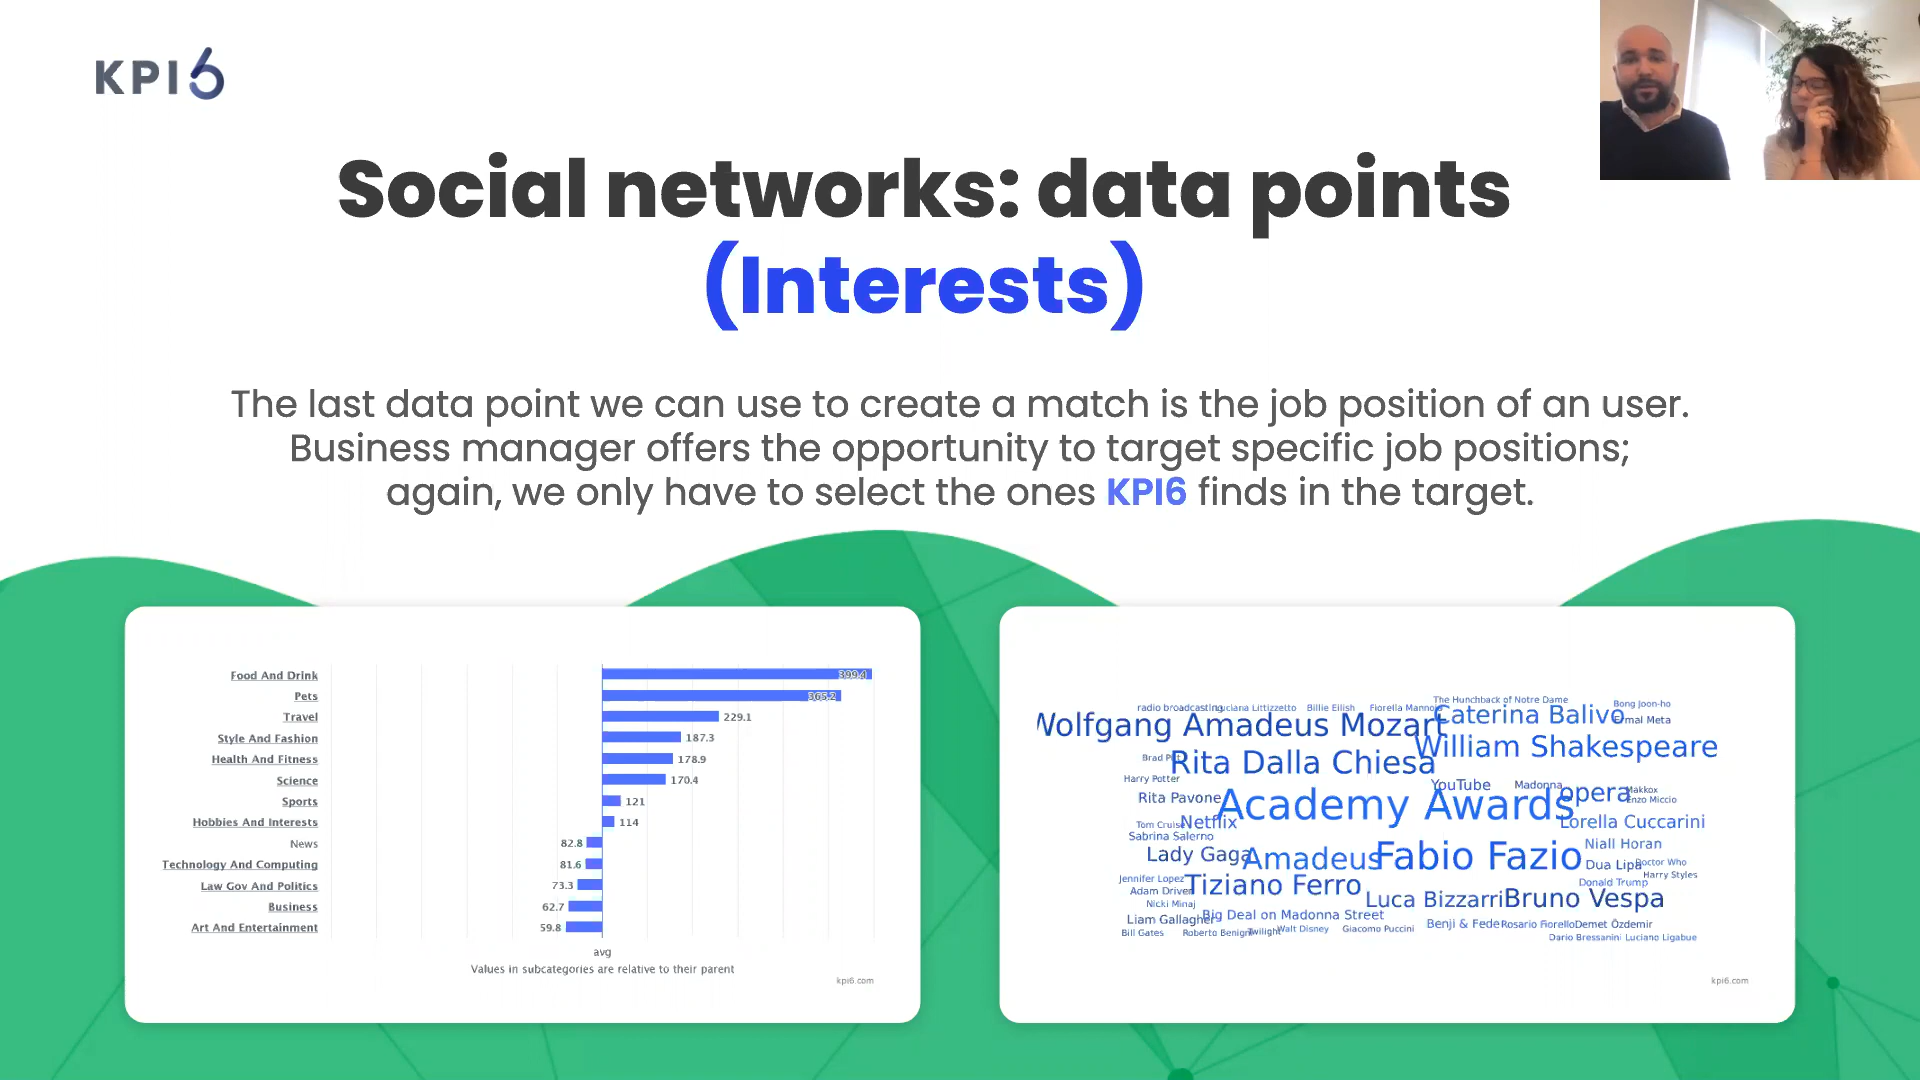 KPI6
Social networks: data points
(Interests)
The last data point we can use to create a match is the job position of an user.
Business manager offers the opportunity to target specific job positions;
again, we only have to select the ones KPI6 finds in the target.
Food And Drink 399.4
Pets 365.2
Travel 229.1
Style And Fashion 187.3
Health And Fitness 178.9
Science 170.4
Sports 121
Hobbies And Interests 114
News 82.8
Technology And Computing 81.6
Law Gov And Politics 73.3
Business 62.7
Art And Entertainment 59.8
avg
Values in subcategories are relative to their parent
kpi6.com
The Hunchback of Notre Dame
radio broadcasting Luciana Littizzetto Billie Eilish Fiorella Mannoia Bong Joon-ho
Wolfgang Amadeus Mozart Caterina Balivo Ermal Meta
William Shakespeare
Brad Pitt Rita Dalla Chiesa
Harry Potter YouTube Madonna opera Makkox
Rita Pavone Academy Awards Enzo Miccio
Tom Cruise Netflix Lorella Cuccarini
Sabrina Salerno
Lady Gaga Amadeus Fabio Fazio Niall Horan
Dua Lipa Doctor Who
Jennifer Lopez Tiziano Ferro Harry Styles
Adam Driver Donald Trump
Nicki Minaj Luca Bizzarri Bruno Vespa
Liam Gallagher Big Deal on Madonna Street
Benji & Fede Rosario Fiorello Demet Özdemir
Bill Gates Roberto Benigni Twilight Walt Disney Giacomo Puccini
Dario Bressanini Luciano Ligabue
kpi6.com